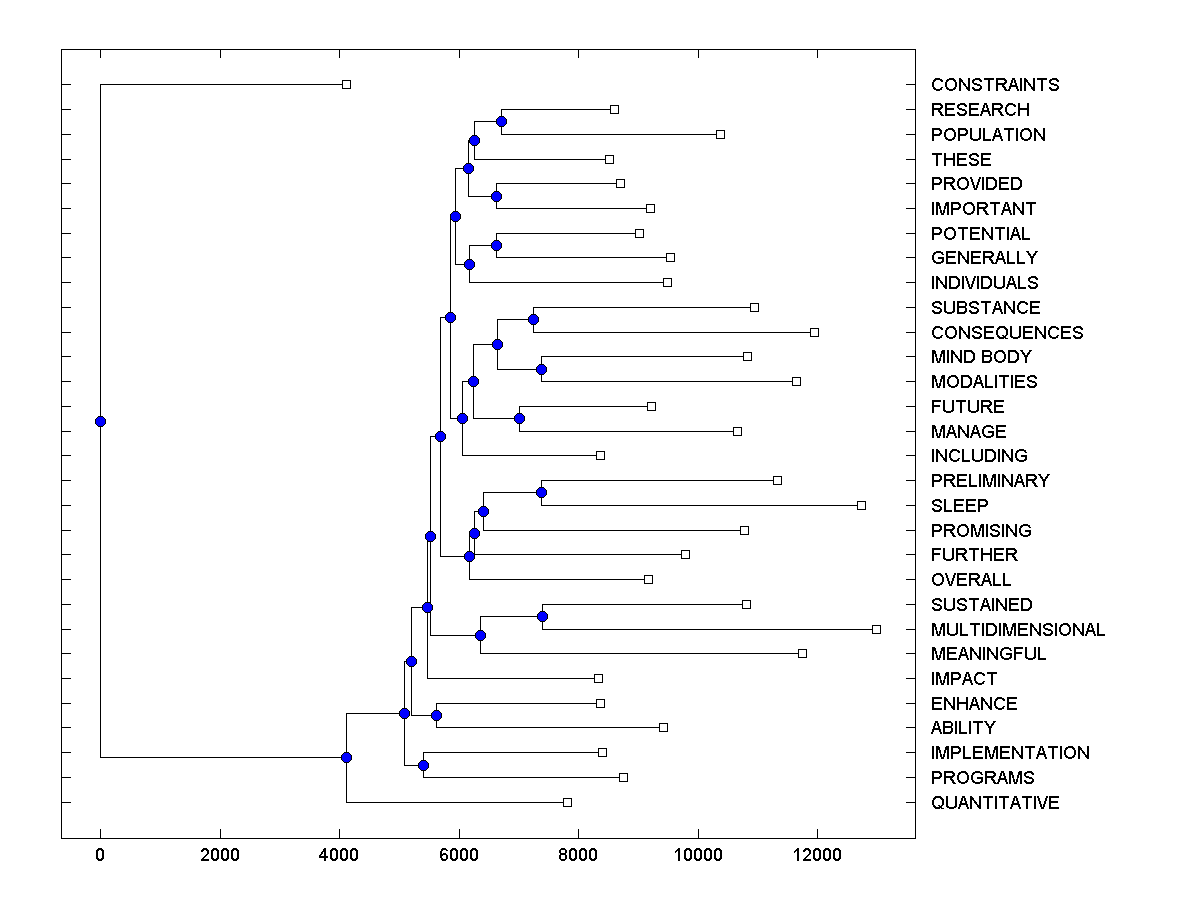 CONSTRAINTS
RESEARCH
POPULATION
THESE
PROVIDED
IMPORTANT
POTENTIAL
GENERALLY
INDIVIDUALS
SUBSTANCE
CONSEQUENCES
MIND BODY
MODALITIES
FUTURE
MANAGE
INCLUDING
PRELIMINARY
SLEEP
PROMISING
FURTHER
OVERALL
SUSTAINED
MULTIDIMENSIONAL
MEANINGFUL
IMPACT
ENHANCE
ABILITY
IMPLEMENTATION
PROGRAMS
QUANTITATIVE
0 2000 4000 6000 8000 10000 12000